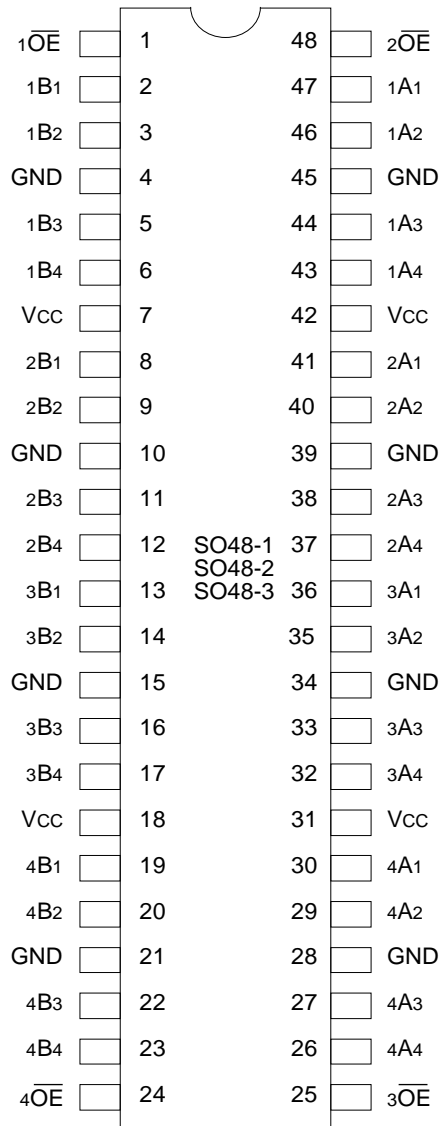 1O̅E̅ 1 48 2O̅E̅
1B1 2 47 1A1
1B2 3 46 1A2
GND 4 45 GND
1B3 5 44 1A3
1B4 6 43 1A4
VCC 7 42 VCC
2B1 8 41 2A1
2B2 9 40 2A2
GND 10 39 GND
2B3 11 38 2A3
2B4 12 SO48-1 37 2A4
SO48-2
3B1 13 SO48-3 36 3A1
3B2 14 35 3A2
GND 15 34 GND
3B3 16 33 3A3
3B4 17 32 3A4
VCC 18 31 VCC
4B1 19 30 4A1
4B2 20 29 4A2
GND 21 28 GND
4B3 22 27 4A3
4B4 23 26 4A4
4O̅E̅ 24 25 3O̅E̅